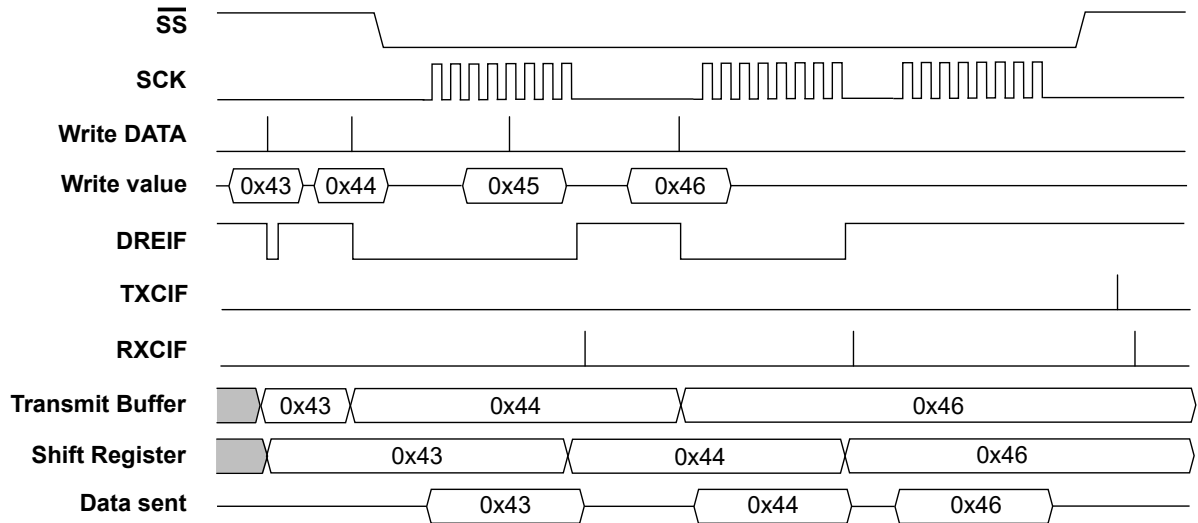 SS
SCK
Write DATA
Write value 0x43 0x44 0x45 0x46
DREIF
TXCIF
RXCIF
Transmit Buffer 0x43 0x44 0x46
Shift Register 0x43 0x44 0x46
Data sent 0x43 0x44 0x46